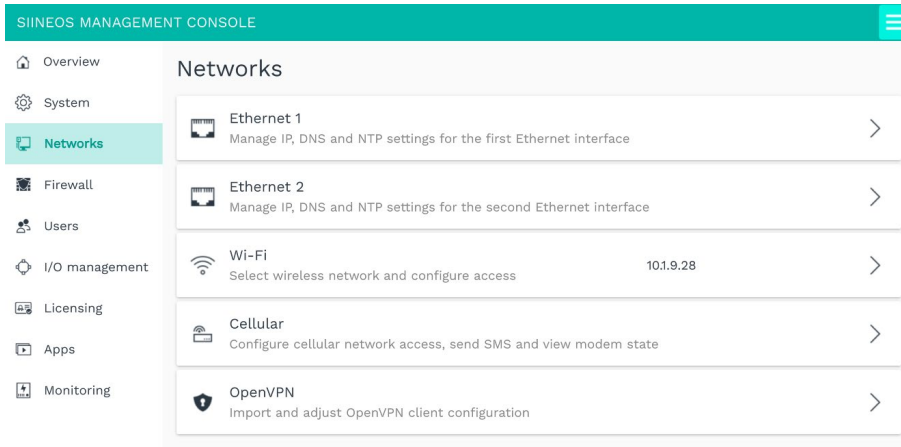 SIINEOS MANAGEMENT CONSOLE
Overview
System
Networks
Firewall
Users
I/O management
Licensing
Apps
Monitoring
Networks
Ethernet 1
Manage IP, DNS and NTP settings for the first Ethernet interface
Ethernet 2
Manage IP, DNS and NTP settings for the second Ethernet interface
Wi-Fi
Select wireless network and configure access
10.1.9.28
Cellular
Configure cellular network access, send SMS and view modem state
OpenVPN
Import and adjust OpenVPN client configuration